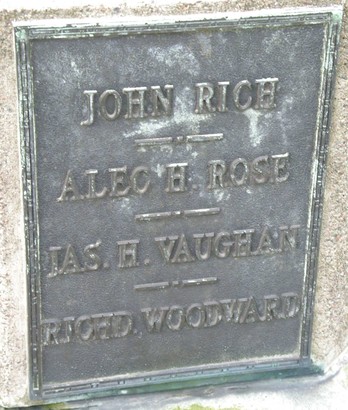 JOHN RICH
ALEC H. ROSE
JAS. H. VAUGHAN
RICHD. WOODWARD